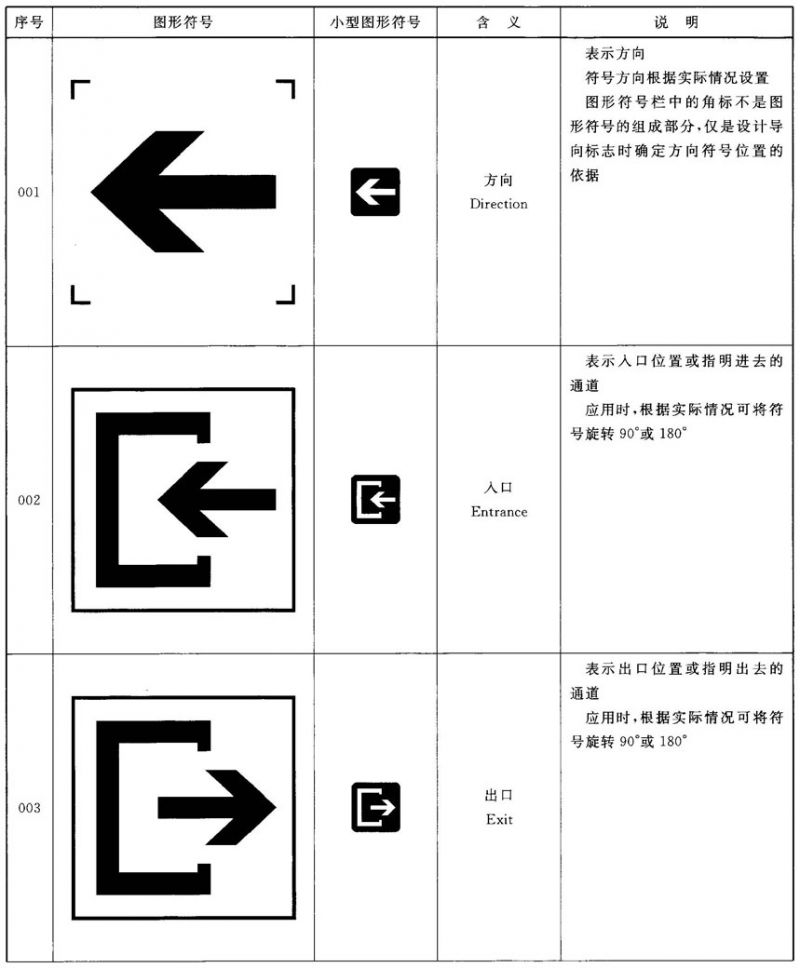 序号 图形符号 小型图形符号 含 义 说 明
001
方向
Direction
表示方向
符号方向根据实际情况设置
图形符号栏中的角标不是图
形符号的组成部分,仅是设计导
向标志时确定方向符号位置的
依据
002
入口
Entrance
表示入口位置或指明进去的
通道
应用时,根据实际情况可将符
号旋转 90°或 180°
003
出口
Exit
表示出口位置或指明出去的
通道
应用时,根据实际情况可将符
号旋转 90°或 180°